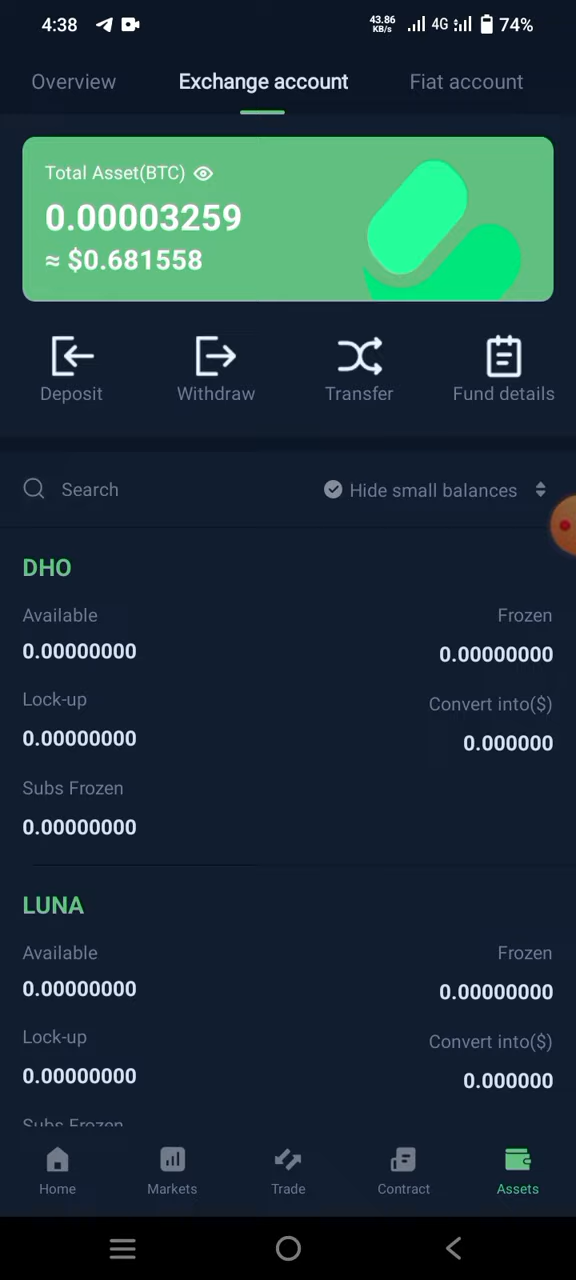 4:38 43.86 KB/s 4G 74%
Overview Exchange account Fiat account
Total Asset(BTC)
0.00003259
≈ $0.681558
Deposit Withdraw Transfer Fund details
Search Hide small balances
DHO
Available Frozen
0.00000000 0.00000000
Lock-up Convert into($)
0.00000000 0.000000
Subs Frozen
0.00000000
LUNA
Available Frozen
0.00000000 0.00000000
Lock-up Convert into($)
0.00000000 0.000000
Subs Frozen
Home Markets Trade Contract Assets